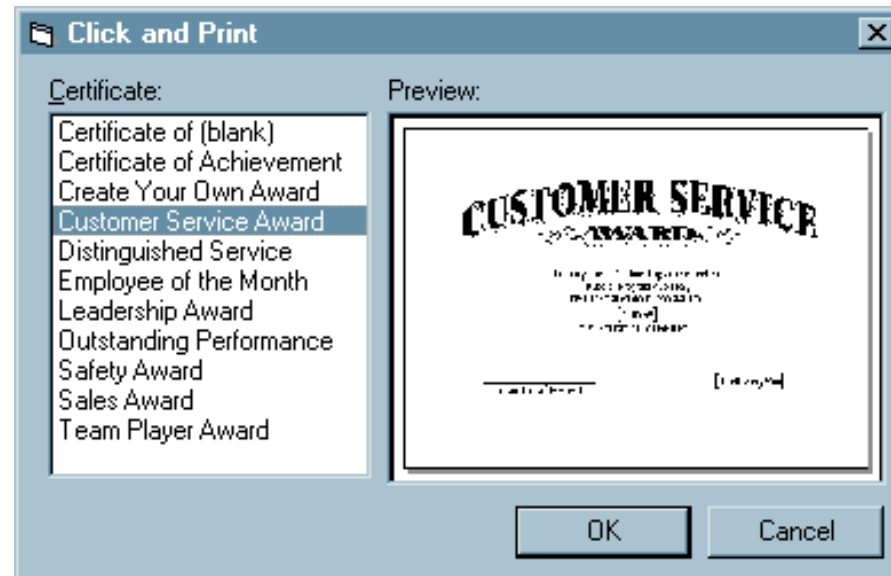 Click and Print
Certificate:
Certificate of (blank)
Certificate of Achievement
Create Your Own Award
Customer Service Award
Distinguished Service
Employee of the Month
Leadership Award
Outstanding Performance
Safety Award
Sales Award
Team Player Award
Preview:
CUSTOMER SERVICE
AWARD
OK
Cancel